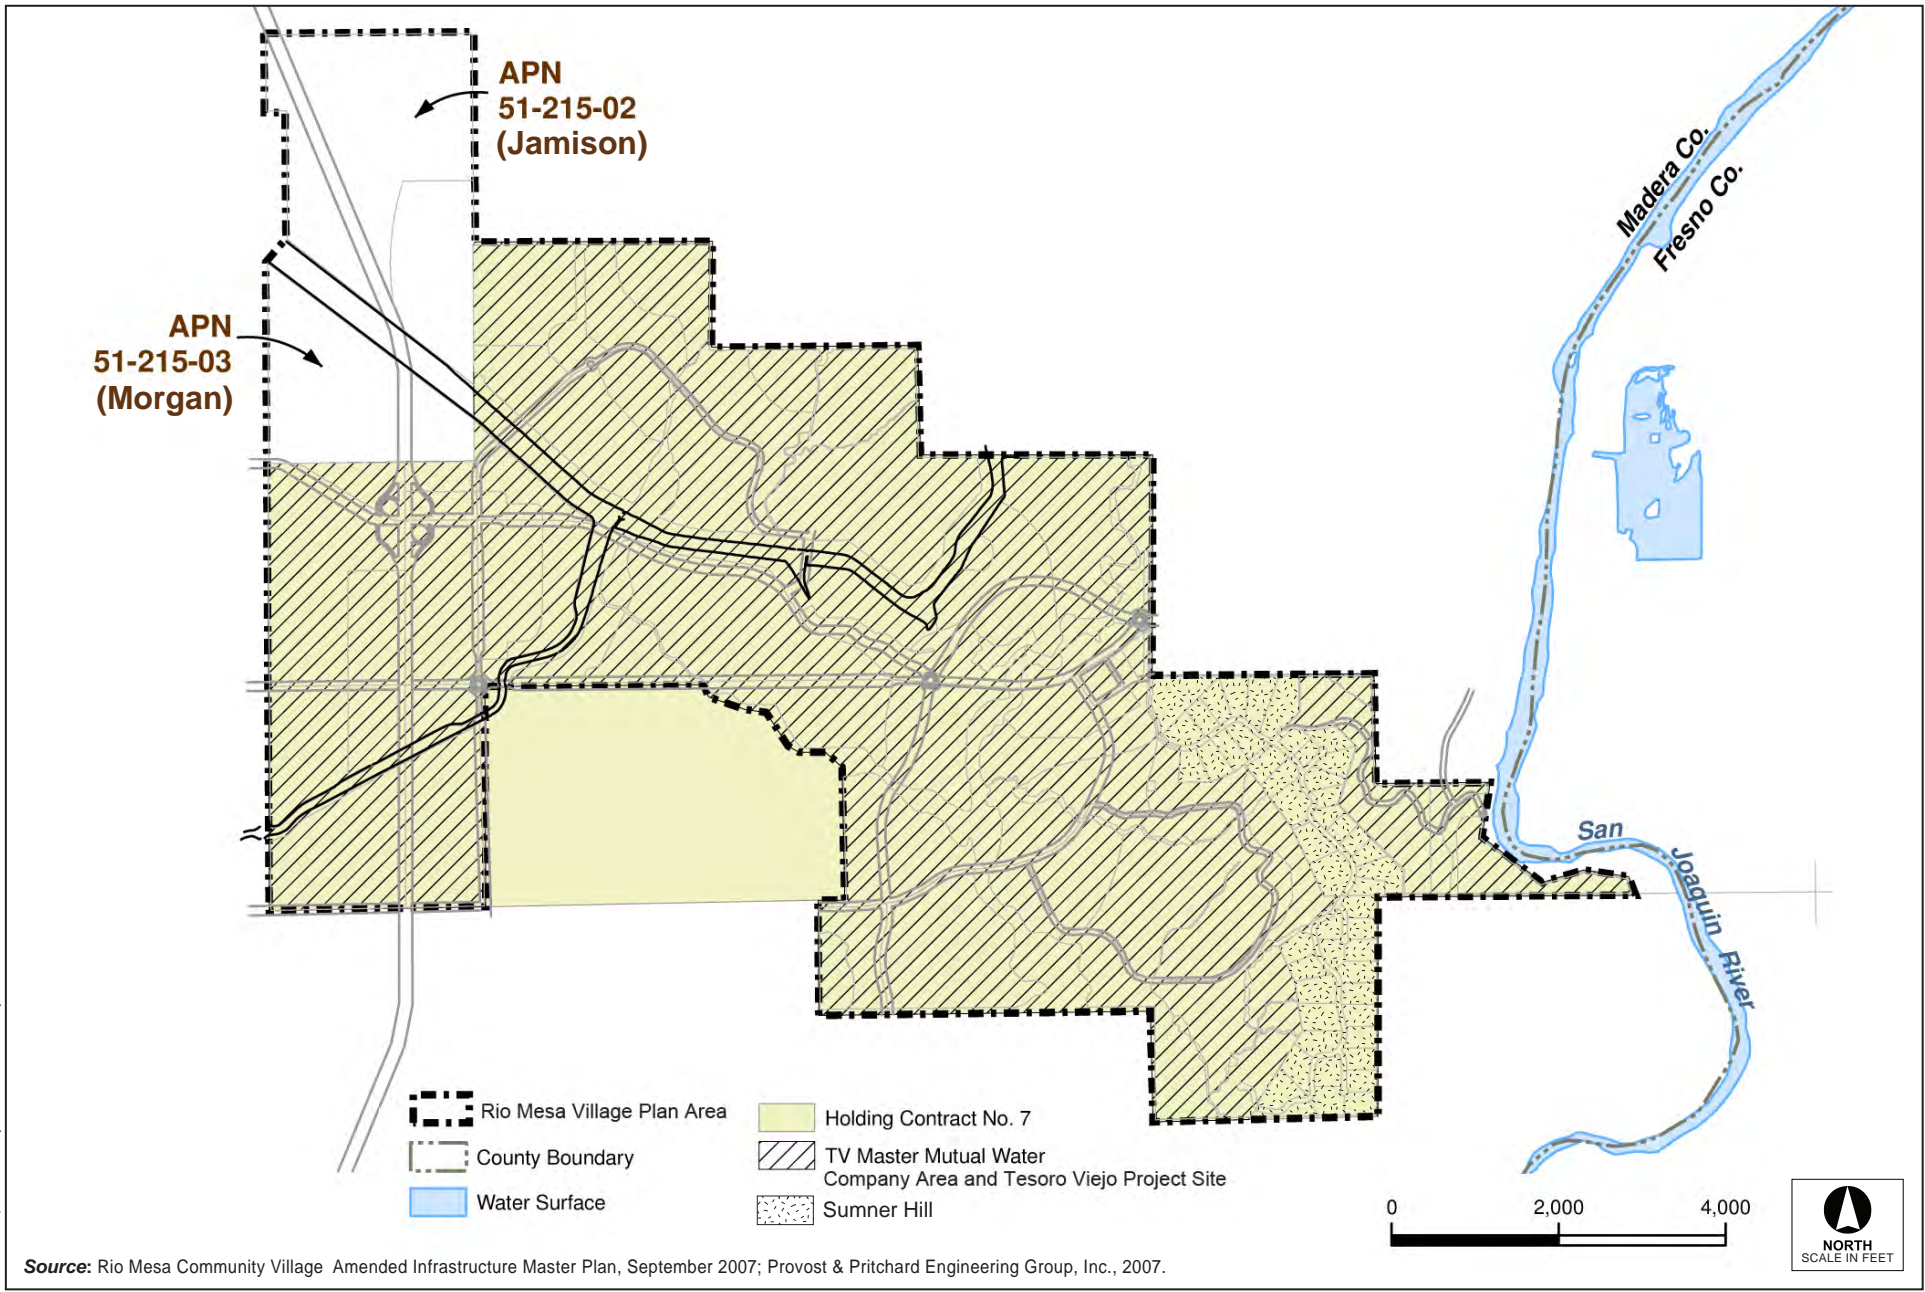 APN
51-215-02
(Jamison)
Madera Co.
Fresno Co.
APN
51-215-03
(Morgan)
San
Joaquin
River
Rio Mesa Village Plan Area
County Boundary
Water Surface
Holding Contract No. 7
TV Master Mutual Water
Company Area and Tesoro Viejo Project Site
Sumner Hill
0 2,000 4,000
NORTH
SCALE IN FEET
Source: Rio Mesa Community Village Amended Infrastructure Master Plan, September 2007; Provost & Pritchard Engineering Group, Inc., 2007.